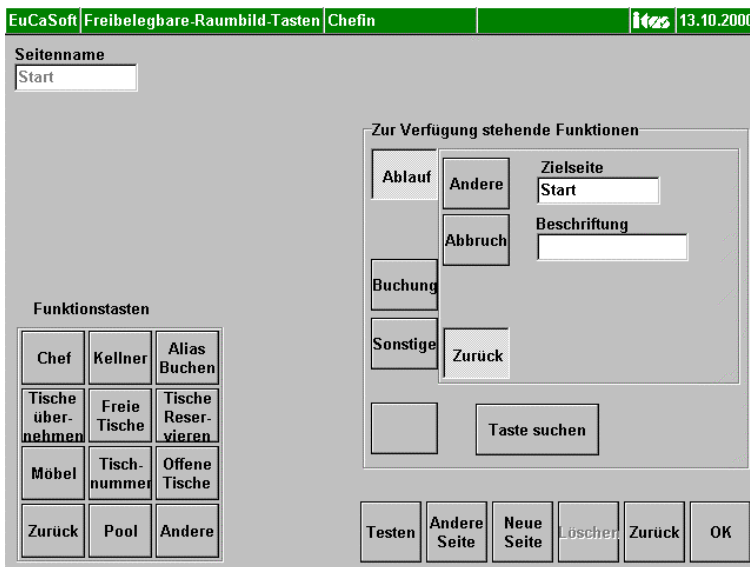 EuCaSoft Freibelegbare-Raumbild-Tasten Chefin itos 13.10.2000
Seitenname
Start
Zur Verfügung stehende Funktionen
Ablauf
Andere
Zielseite
Start
Abbruch
Beschriftung
Buchung
Sonstige
Zurück
Taste suchen
Funktionstasten
Chef
Kellner
Alias
Buchen
Tische
über-
nehmen
Freie
Tische
Tische
Reser-
vieren
Möbel
Tisch-
nummer
Offene
Tische
Zurück
Pool
Andere
Testen
Andere
Seite
Neue
Seite
Löschen
Zurück
OK